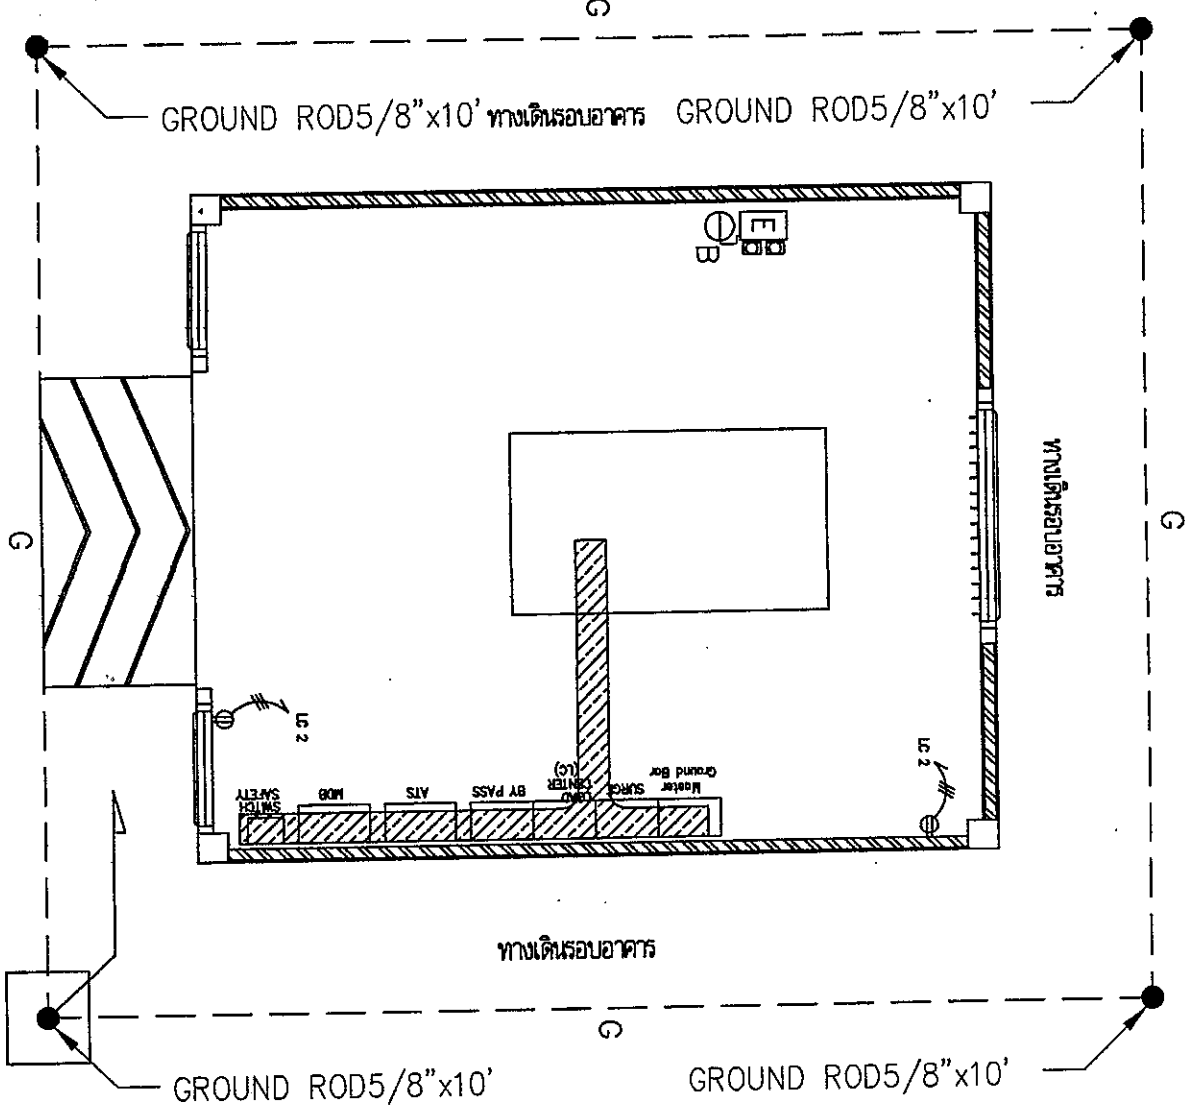 G
GROUND ROD5/8"x10' ทางเดินรอบอาคาร GROUND ROD5/8"x10'
E
B
G
ทางเดินรอบอาคาร
G
LC 2
LC 2
SAFETY
SWITCH
MDB
ATS
BY PASS
LOAD
CENTER
(LC)
SURGE
Master
Ground Bar
ทางเดินรอบอาคาร
G
GROUND ROD5/8"x10'
GROUND ROD5/8"x10'